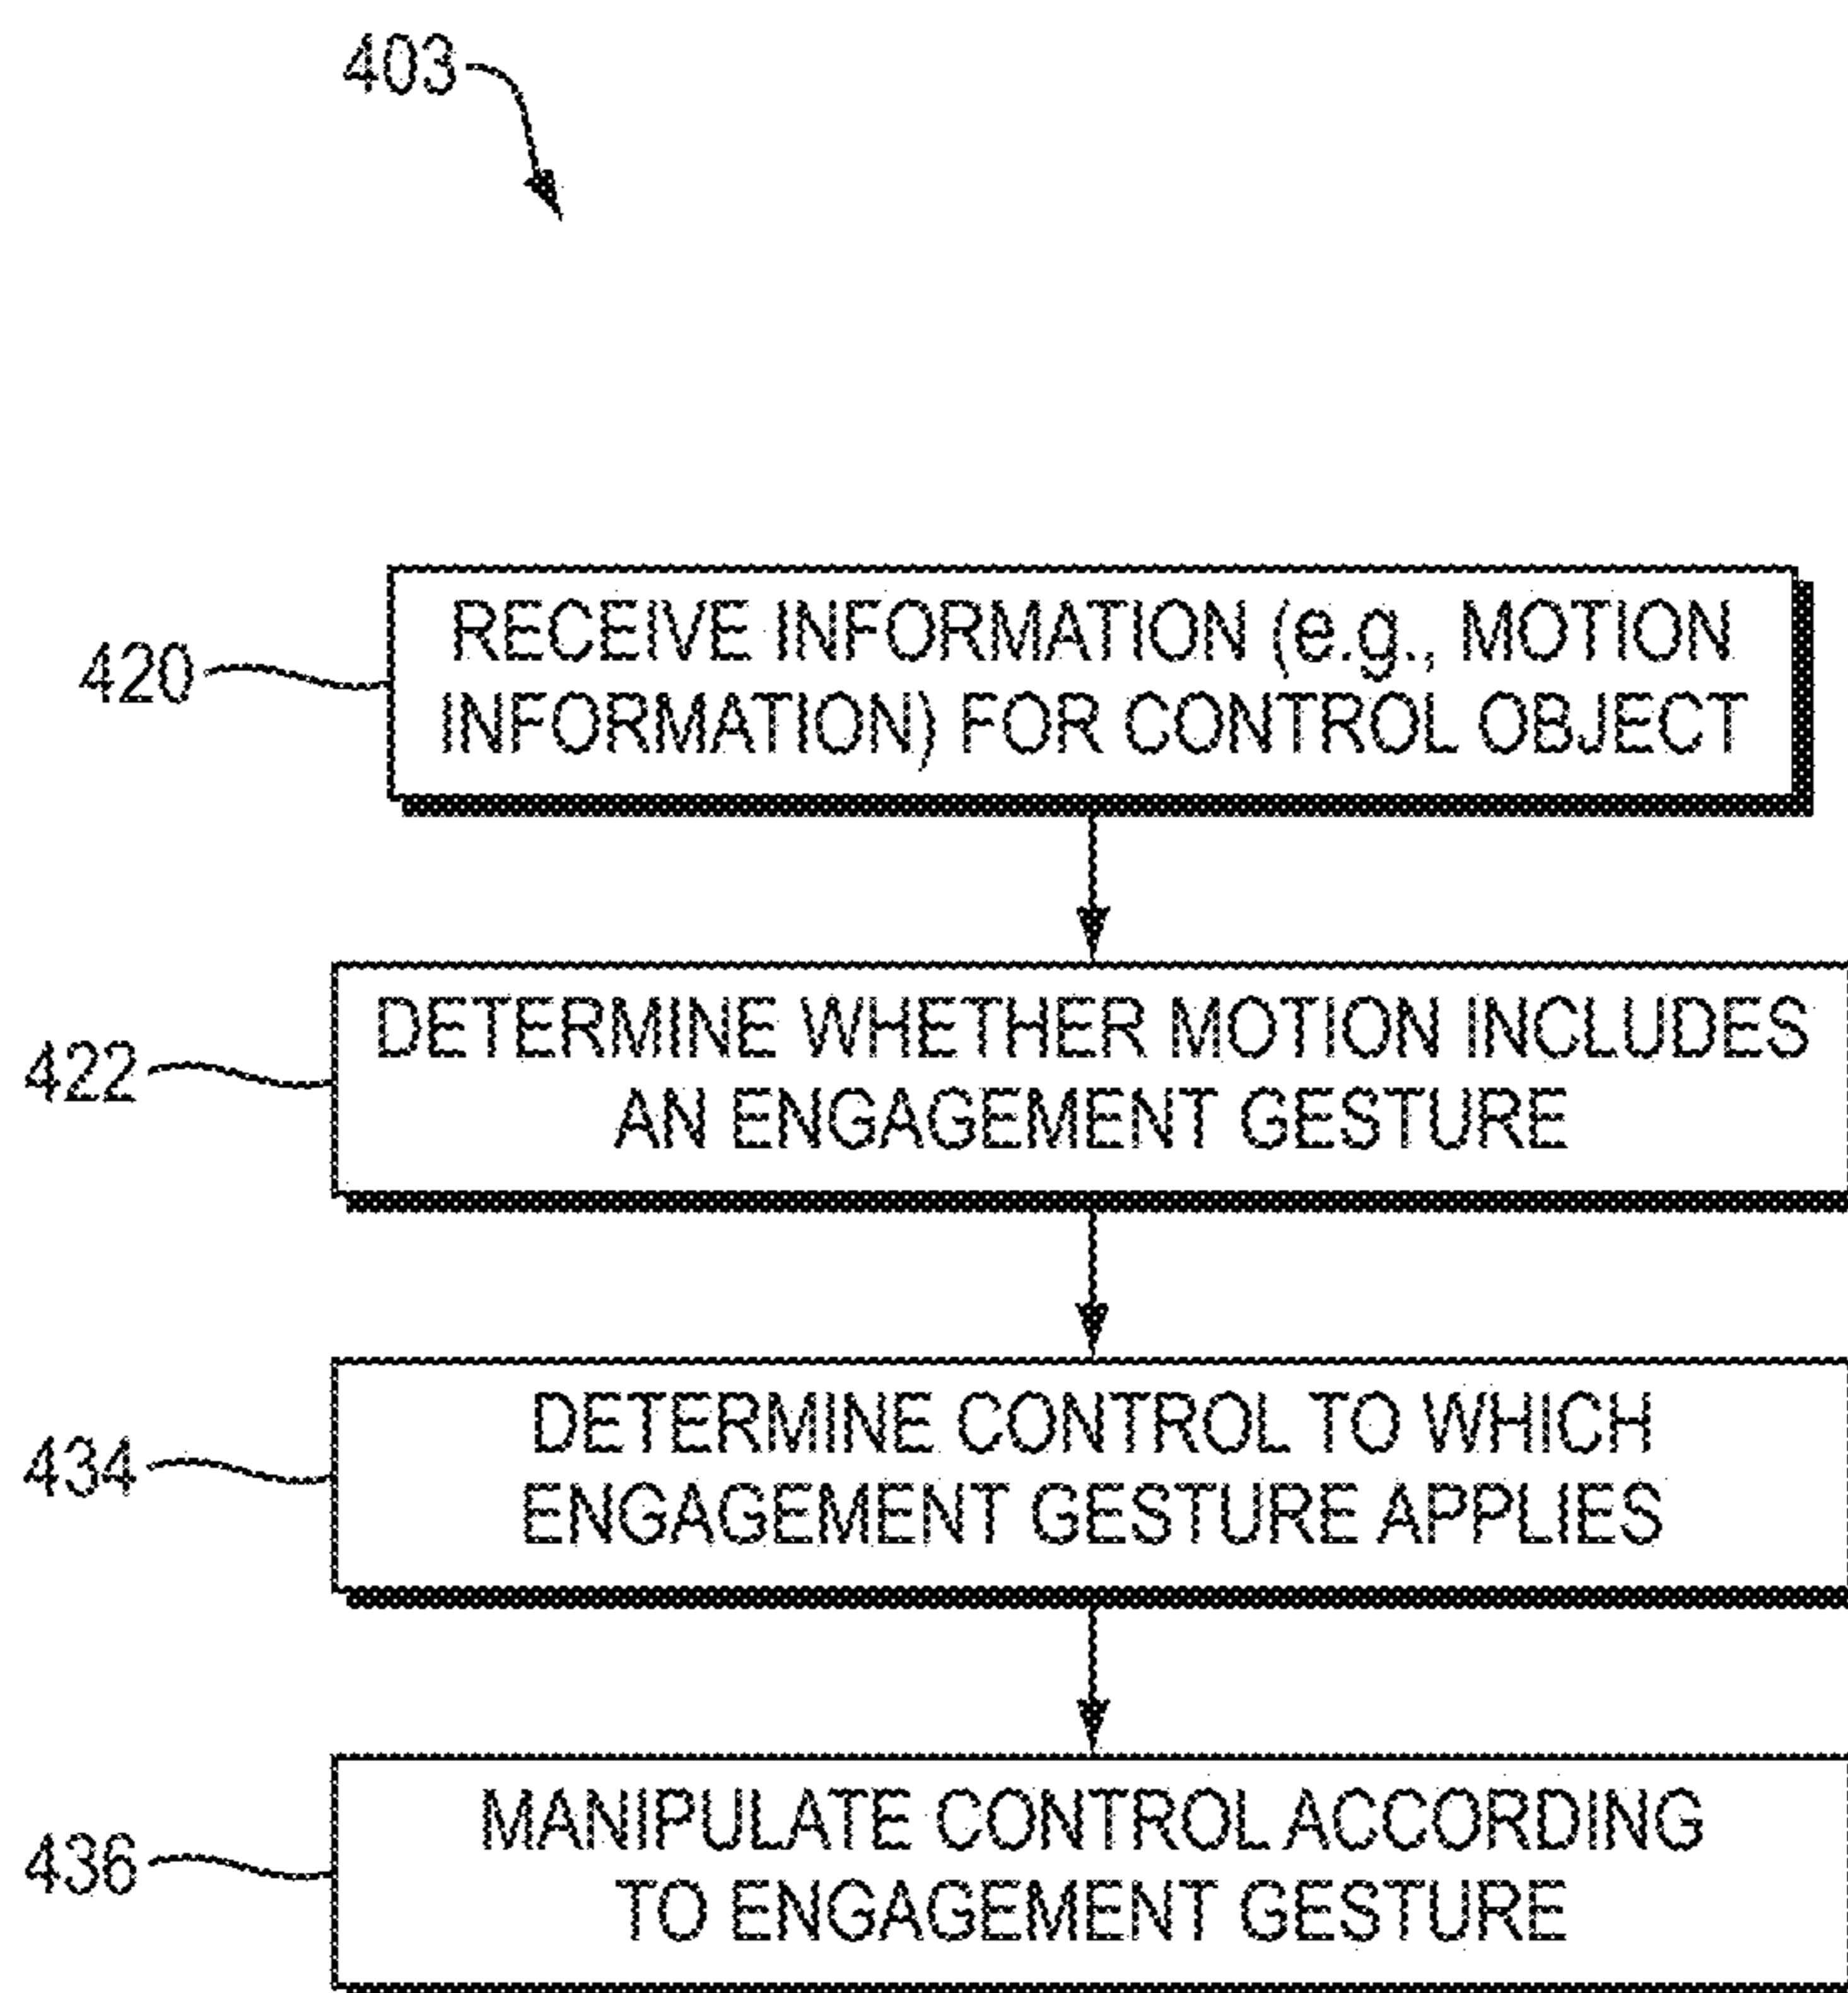 403
420
RECEIVE INFORMATION (e.g., MOTION
INFORMATION) FOR CONTROL OBJECT
422
DETERMINE WHETHER MOTION INCLUDES
AN ENGAGEMENT GESTURE
434
DETERMINE CONTROL TO WHICH
ENGAGEMENT GESTURE APPLIES
436
MANIPULATE CONTROL ACCORDING
TO ENGAGEMENT GESTURE